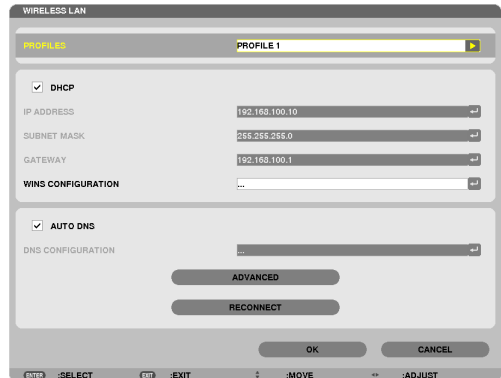 WIRELESS LAN
PROFILES PROFILE 1
DHCP
IP ADDRESS 192.168.100.10
SUBNET MASK 255.255.255.0
GATEWAY 192.168.100.1
WINS CONFIGURATION ...
AUTO DNS
DNS CONFIGURATION ...
ADVANCED
RECONNECT
OK CANCEL
ENTER :SELECT EXIT :EXIT :MOVE :ADJUST